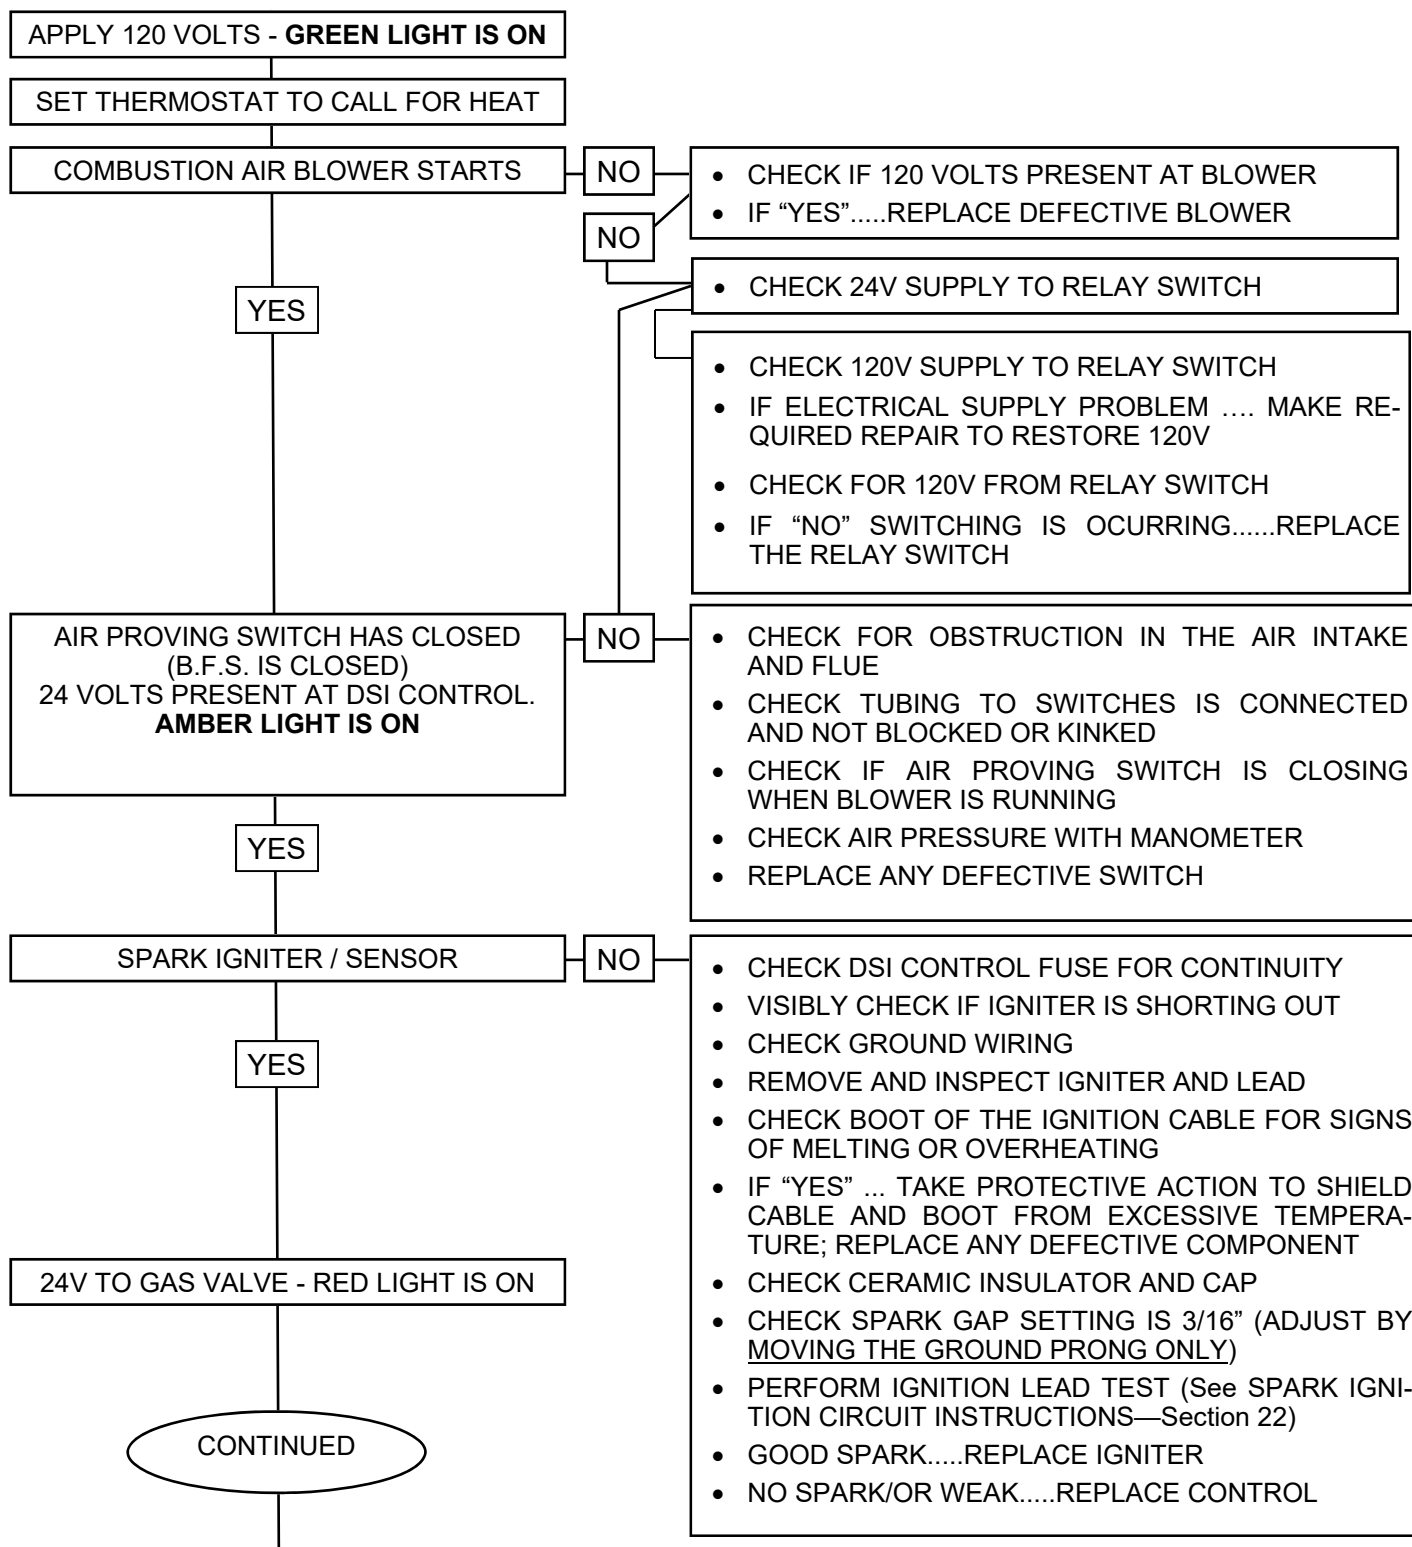 APPLY 120 VOLTS - GREEN LIGHT IS ON
SET THERMOSTAT TO CALL FOR HEAT
COMBUSTION AIR BLOWER STARTS
NO
• CHECK IF 120 VOLTS PRESENT AT BLOWER
• IF “YES”.....REPLACE DEFECTIVE BLOWER
NO
• CHECK 24V SUPPLY TO RELAY SWITCH
YES
• CHECK 120V SUPPLY TO RELAY SWITCH
• IF ELECTRICAL SUPPLY PROBLEM …. MAKE RE-
QUIRED REPAIR TO RESTORE 120V
• CHECK FOR 120V FROM RELAY SWITCH
• IF “NO” SWITCHING IS OCURRING......REPLACE
THE RELAY SWITCH
AIR PROVING SWITCH HAS CLOSED
(B.F.S. IS CLOSED)
24 VOLTS PRESENT AT DSI CONTROL.
AMBER LIGHT IS ON
NO
• CHECK FOR OBSTRUCTION IN THE AIR INTAKE
AND FLUE
• CHECK TUBING TO SWITCHES IS CONNECTED
AND NOT BLOCKED OR KINKED
• CHECK IF AIR PROVING SWITCH IS CLOSING
WHEN BLOWER IS RUNNING
• CHECK AIR PRESSURE WITH MANOMETER
• REPLACE ANY DEFECTIVE SWITCH
YES
SPARK IGNITER / SENSOR
NO
• CHECK DSI CONTROL FUSE FOR CONTINUITY
• VISIBLY CHECK IF IGNITER IS SHORTING OUT
• CHECK GROUND WIRING
• REMOVE AND INSPECT IGNITER AND LEAD
• CHECK BOOT OF THE IGNITION CABLE FOR SIGNS
OF MELTING OR OVERHEATING
• IF “YES” ... TAKE PROTECTIVE ACTION TO SHIELD
CABLE AND BOOT FROM EXCESSIVE TEMPERA-
TURE; REPLACE ANY DEFECTIVE COMPONENT
• CHECK CERAMIC INSULATOR AND CAP
• CHECK SPARK GAP SETTING IS 3/16” (ADJUST BY
MOVING THE GROUND PRONG ONLY)
• PERFORM IGNITION LEAD TEST (See SPARK IGNI-
TION CIRCUIT INSTRUCTIONS—Section 22)
• GOOD SPARK.....REPLACE IGNITER
• NO SPARK/OR WEAK.....REPLACE CONTROL
YES
24V TO GAS VALVE - RED LIGHT IS ON
CONTINUED